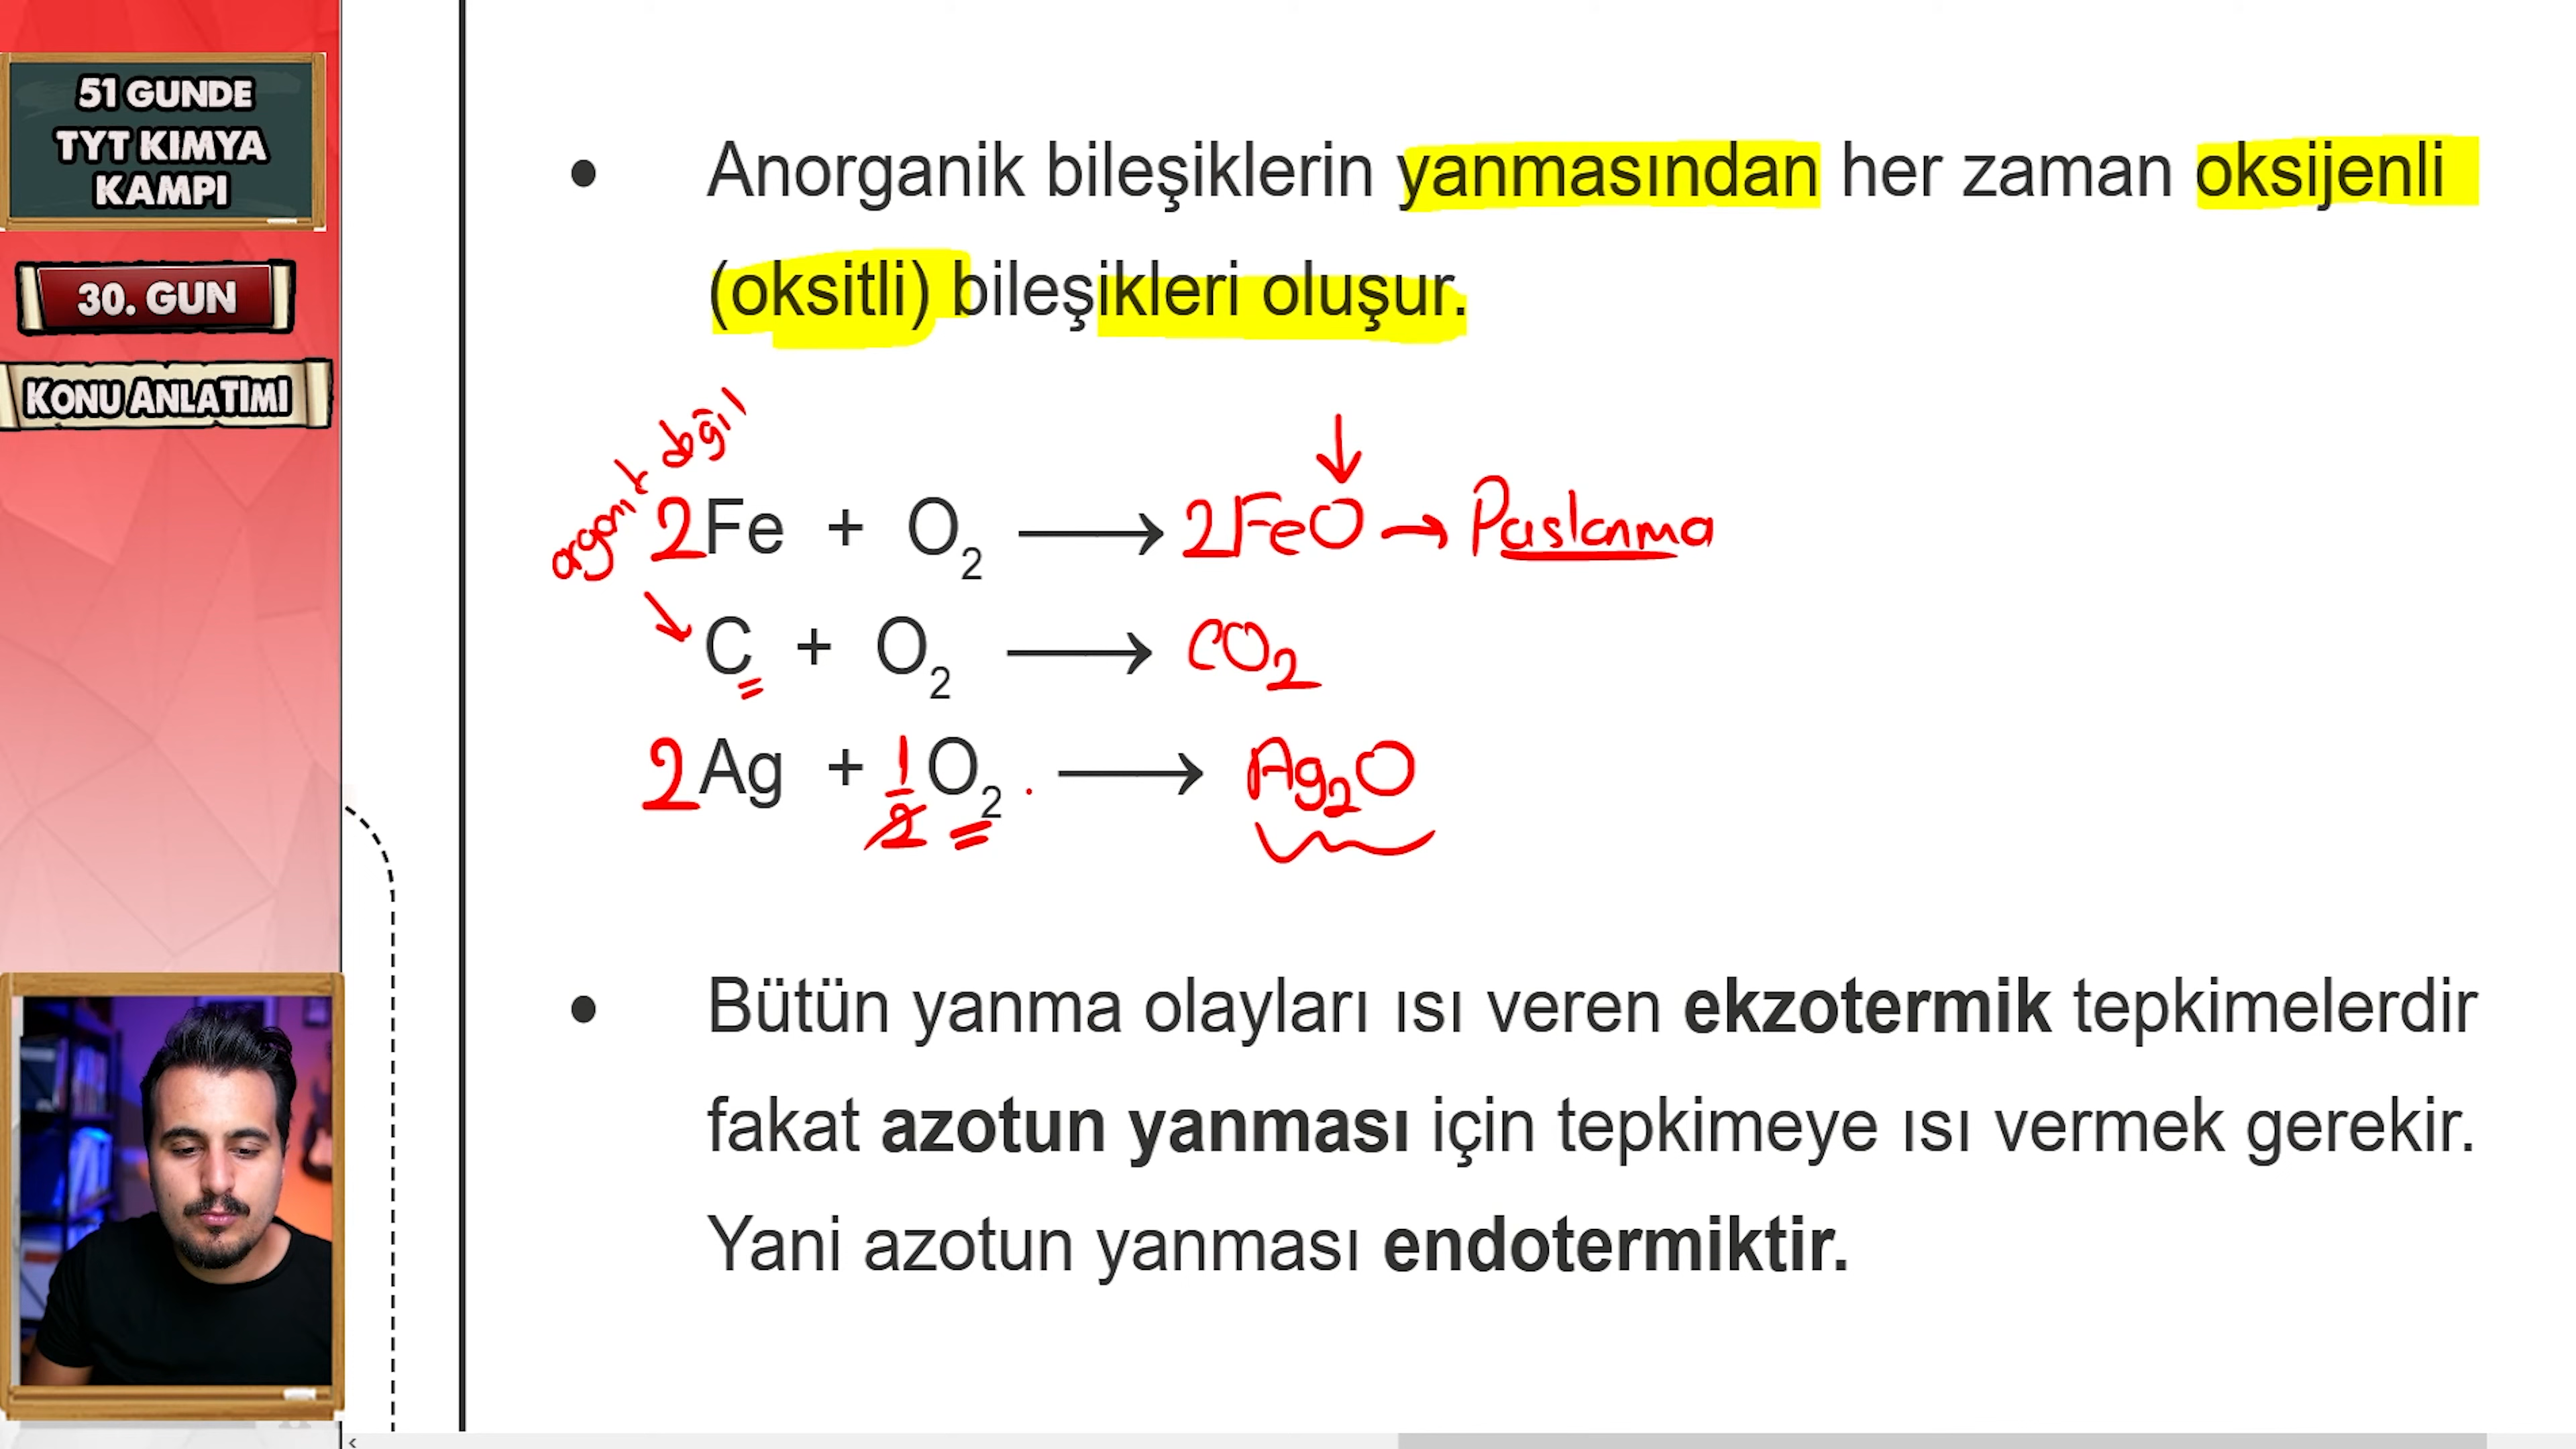 51 GUNDE
TYT KIMYA
KAMPI
30. GUN
KONU ANLATIMI
• Anorganik bileşiklerin yanmasından her zaman oksijenli
(oksitli) bileşikleri oluşur.
organik değil
2Fe + O₂ ⟶ 2FeO → Paslanma
C + O₂ ⟶ CO₂
2Ag + 1/2 O₂ ⟶ Ag₂O
• Bütün yanma olayları ısı veren ekzotermik tepkimelerdir
fakat azotun yanması için tepkimeye ısı vermek gerekir.
Yani azotun yanması endotermiktir.